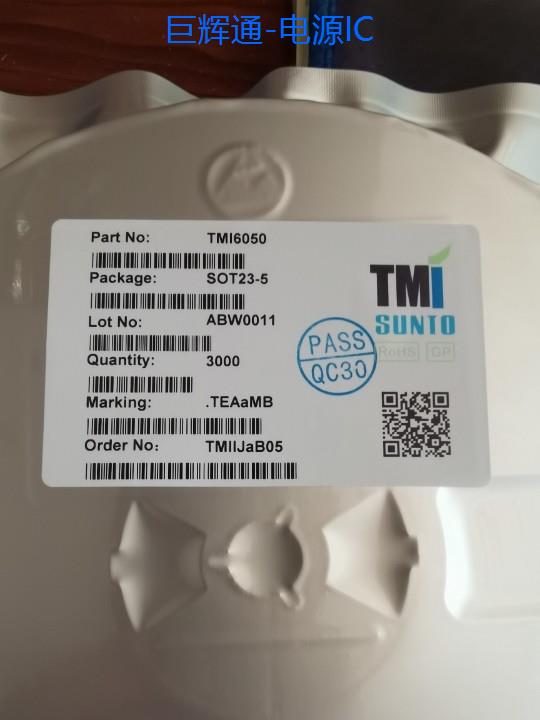 巨辉通-电源IC
Part No: TMI6050
Package: SOT23-5
Lot No: ABW0011
Quantity: 3000
Marking: .TEAaMB
Order No: TMIIJaB05
TMI
SUNTO
RoHS GP
PASS
QC30